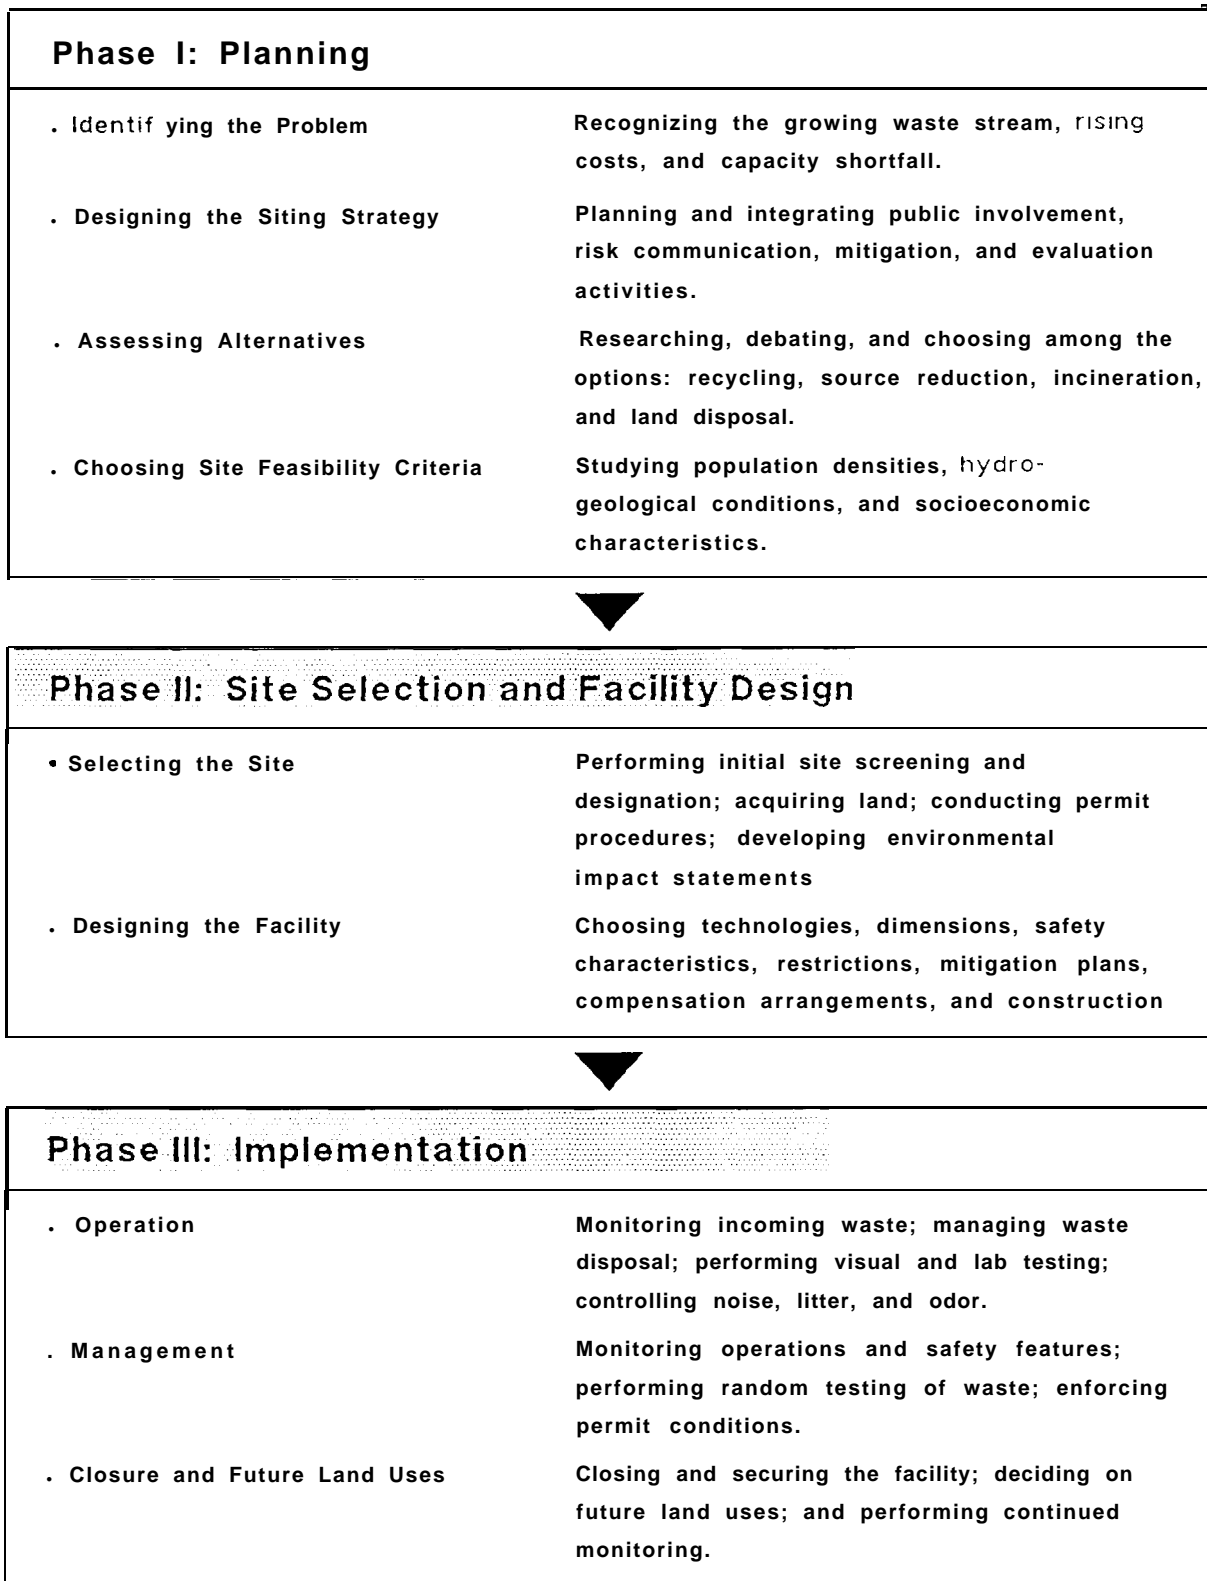 Phase I: Planning
. Identif ying the Problem
Recognizing the growing waste stream, rising
costs, and capacity shortfall.
. Designing the Siting Strategy
Planning and integrating public involvement,
risk communication, mitigation, and evaluation
activities.
. Assessing Alternatives
Researching, debating, and choosing among the
options: recycling, source reduction, incineration,
and land disposal.
. Choosing Site Feasibility Criteria
Studying population densities, hydro-
geological conditions, and socioeconomic
characteristics.
Phase II: Site Selection and Facility Design
• Selecting the Site
Performing initial site screening and
designation; acquiring land; conducting permit
procedures; developing environmental
impact statements
. Designing the Facility
Choosing technologies, dimensions, safety
characteristics, restrictions, mitigation plans,
compensation arrangements, and construction
Phase III: Implementation
. Operation
Monitoring incoming waste; managing waste
disposal; performing visual and lab testing;
controlling noise, litter, and odor.
. Management
Monitoring operations and safety features;
performing random testing of waste; enforcing
permit conditions.
. Closure and Future Land Uses
Closing and securing the facility; deciding on
future land uses; and performing continued
monitoring.